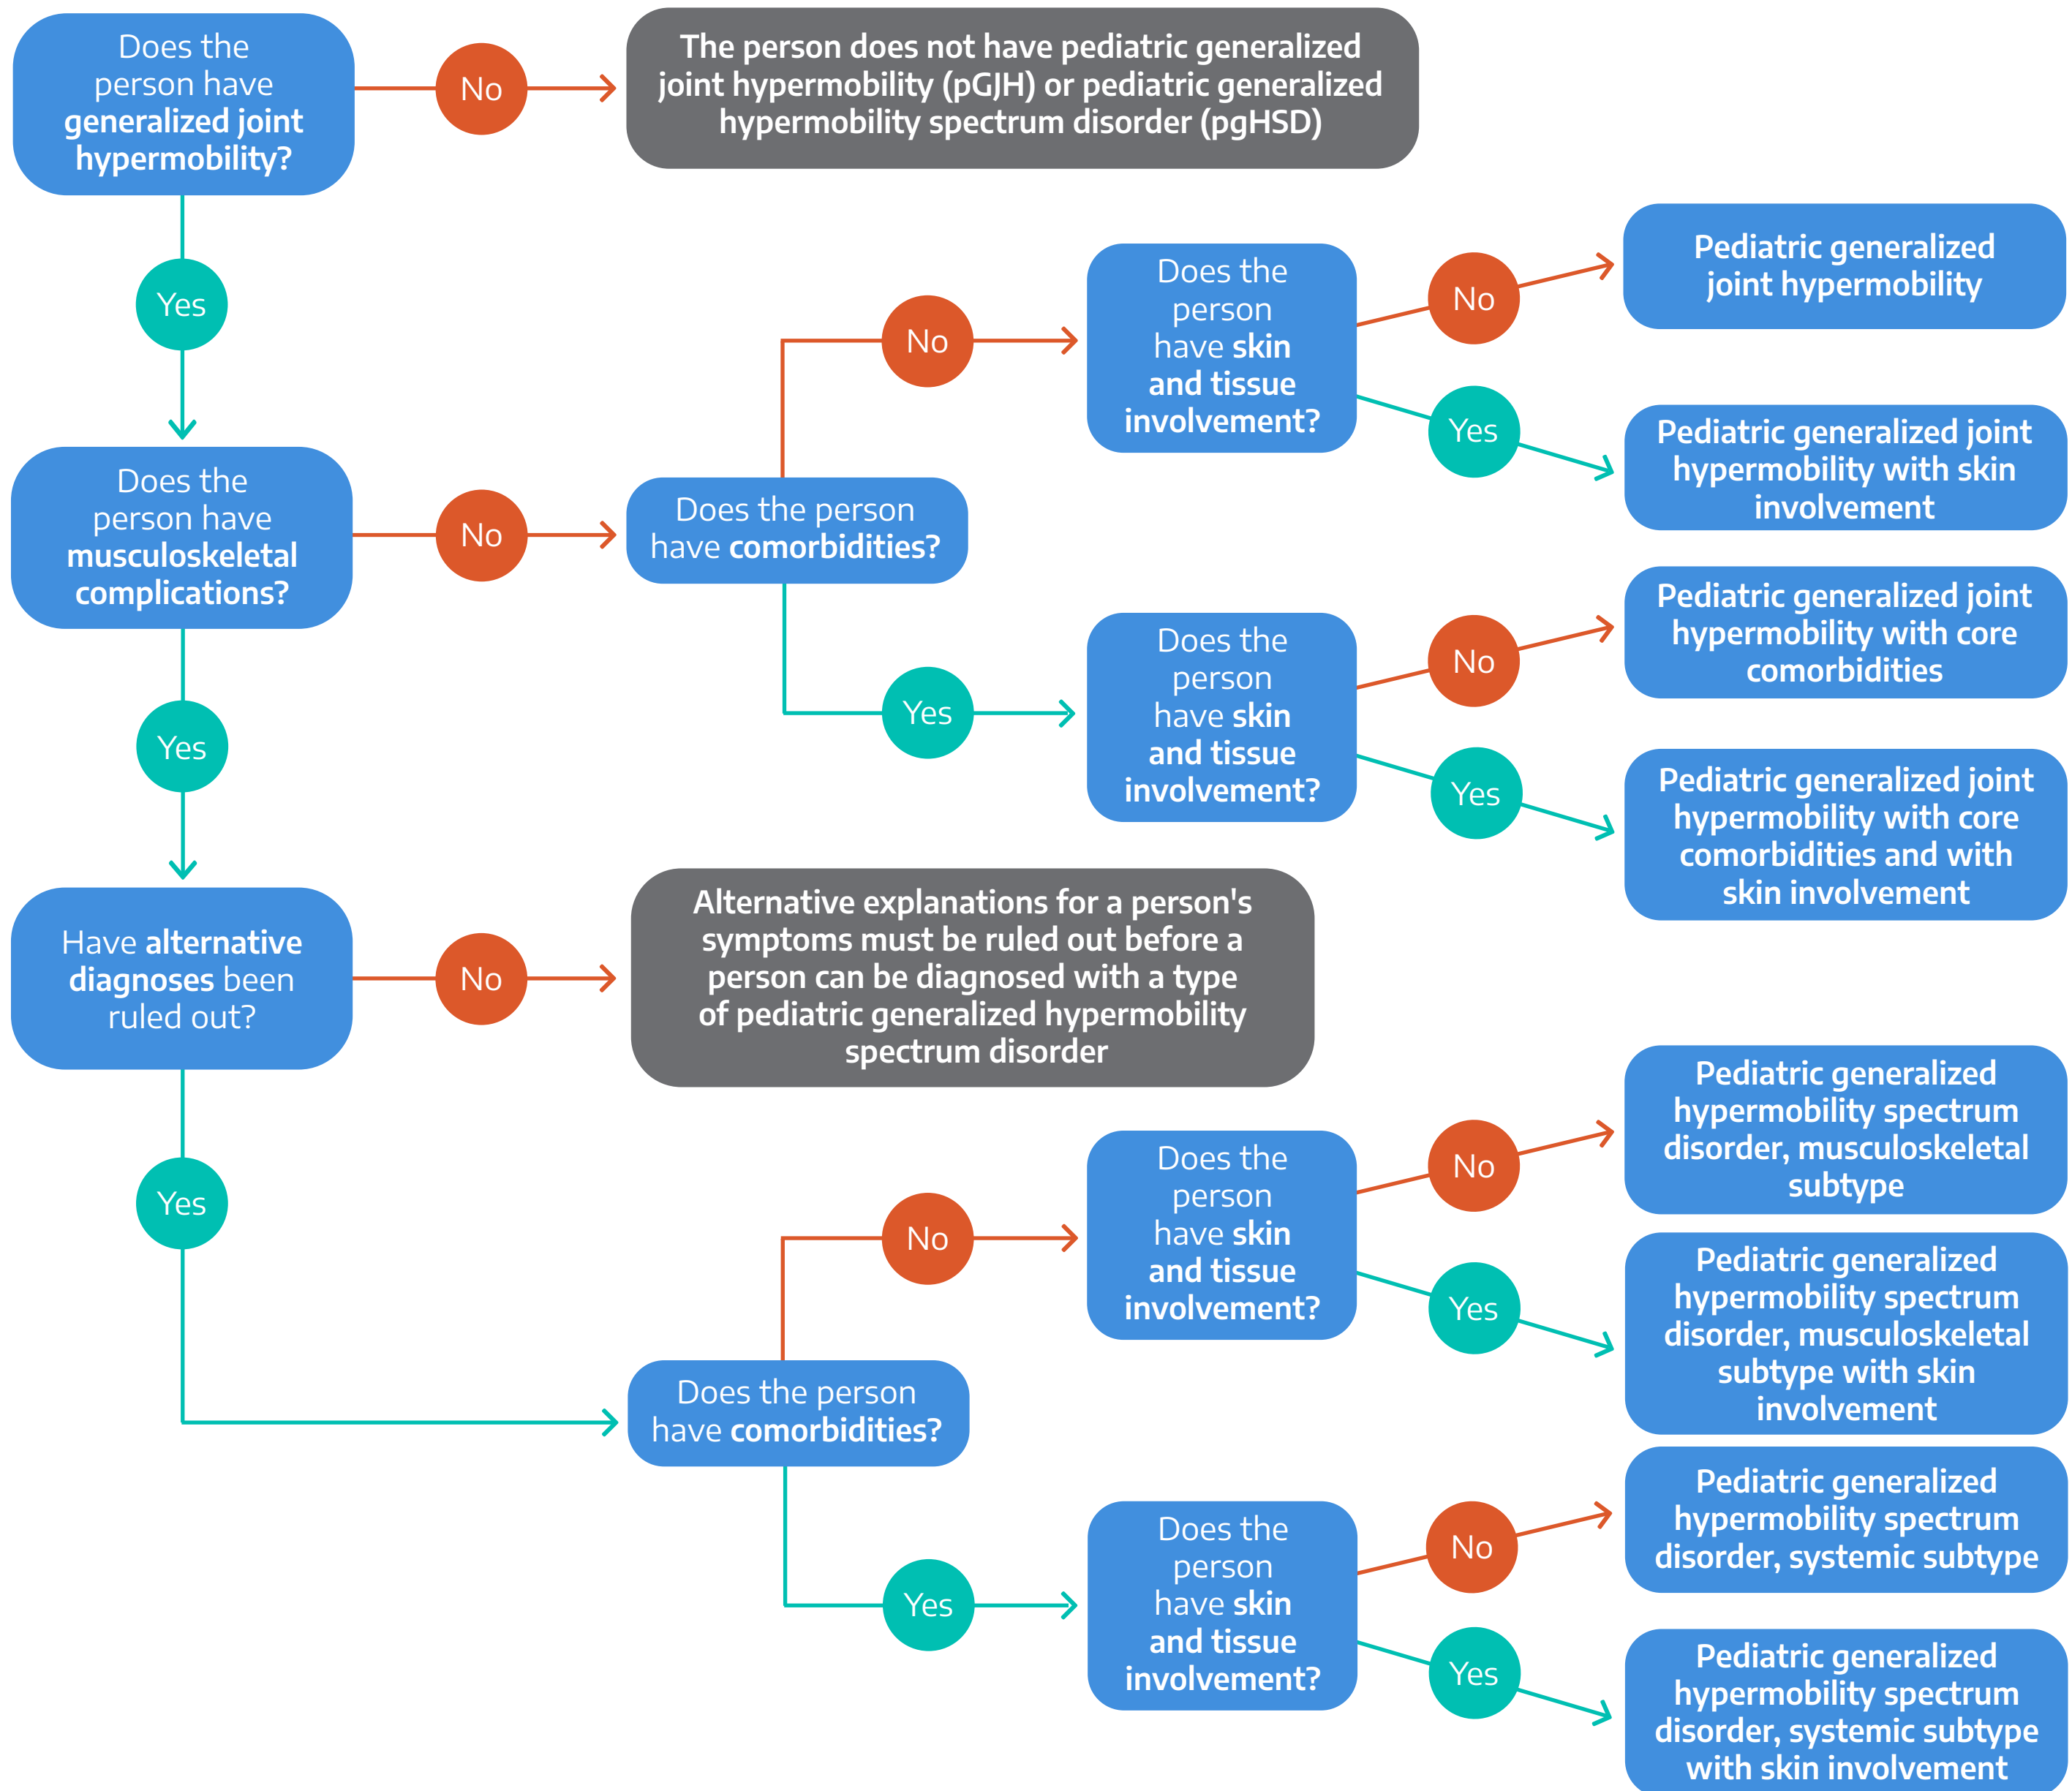 Does the
person have
generalized joint
hypermobility?
No
The person does not have pediatric generalized
joint hypermobility (pGJH) or pediatric generalized
hypermobility spectrum disorder (pgHSD)
Yes
Does the
person have
musculoskeletal
complications?
No
Does the person
have comorbidities?
No
Does the
person
have skin
and tissue
involvement?
No
Pediatric generalized
joint hypermobility
Yes
Pediatric generalized joint
hypermobility with skin
involvement
Yes
Does the
person
have skin
and tissue
involvement?
No
Pediatric generalized joint
hypermobility with core
comorbidities
Yes
Pediatric generalized joint
hypermobility with core
comorbidities and with
skin involvement
Yes
Have alternative
diagnoses been
ruled out?
No
Alternative explanations for a person's
symptoms must be ruled out before a
person can be diagnosed with a type
of pediatric generalized hypermobility
spectrum disorder
Yes
Does the person
have comorbidities?
No
Does the
person
have skin
and tissue
involvement?
No
Pediatric generalized
hypermobility spectrum
disorder, musculoskeletal
subtype
Yes
Pediatric generalized
hypermobility spectrum
disorder, musculoskeletal
subtype with skin
involvement
Yes
Does the
person
have skin
and tissue
involvement?
No
Pediatric generalized
hypermobility spectrum
disorder, systemic subtype
Yes
Pediatric generalized
hypermobility spectrum
disorder, systemic subtype
with skin involvement